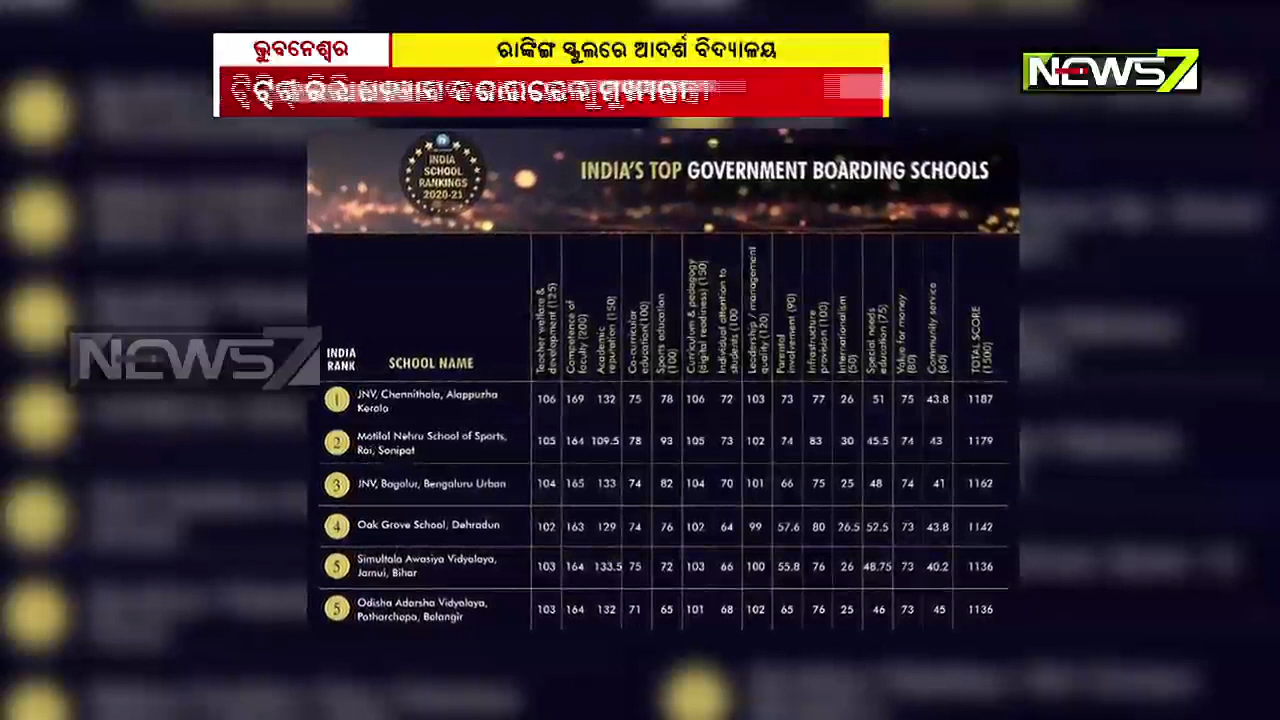 ଭୁବନେଶ୍ୱର
ରାଙ୍କିଙ୍ଗ ସ୍କୁଲରେ ଆଦର୍ଶ ବିଦ୍ୟାଳୟ
NEWS7
INDIA SCHOOL RANKINGS 2020-21
INDIA'S TOP GOVERNMENT BOARDING SCHOOLS
NEWS7
INDIA RANK SCHOOL NAME Teacher welfare & development (125) Competence of faculty (200) Academic reputation (150) Co-curricular education(100) Sports education (100) Curriculum & pedagogy (digital readiness) (150) Individual attention to students (100 Leadership / management quality (120) Parental involvement (90) Infrastructure provision (100) Internationalism (50) Special needs education (75) Value for money (80) Community service (60) TOTAL SCORE (1300)
1 JNV, Chennithala, Alappuzha Kerala 106 169 132 75 78 106 72 103 73 77 26 51 75 43.8 1187
2 Motilal Nehru School of Sports, Rai, Sonipat 105 164 109.5 78 93 105 73 102 74 83 30 45.5 74 43 1179
3 JNV, Bagalur, Bengaluru Urban 104 165 133 74 82 104 70 101 66 75 25 48 74 41 1162
4 Oak Grove School, Dehradun 102 163 129 74 76 102 64 99 57.6 80 26.5 52.5 73 43.8 1142
5 Simultala Awasiya Vidyalaya, Jamui, Bihar 103 164 133.5 75 72 103 66 100 55.8 76 26 48.75 73 40.2 1136
5 Odisha Adarsha Vidyalaya, Patharchepa, Bolangir 103 164 132 71 65 101 68 102 65 76 25 46 73 45 1136